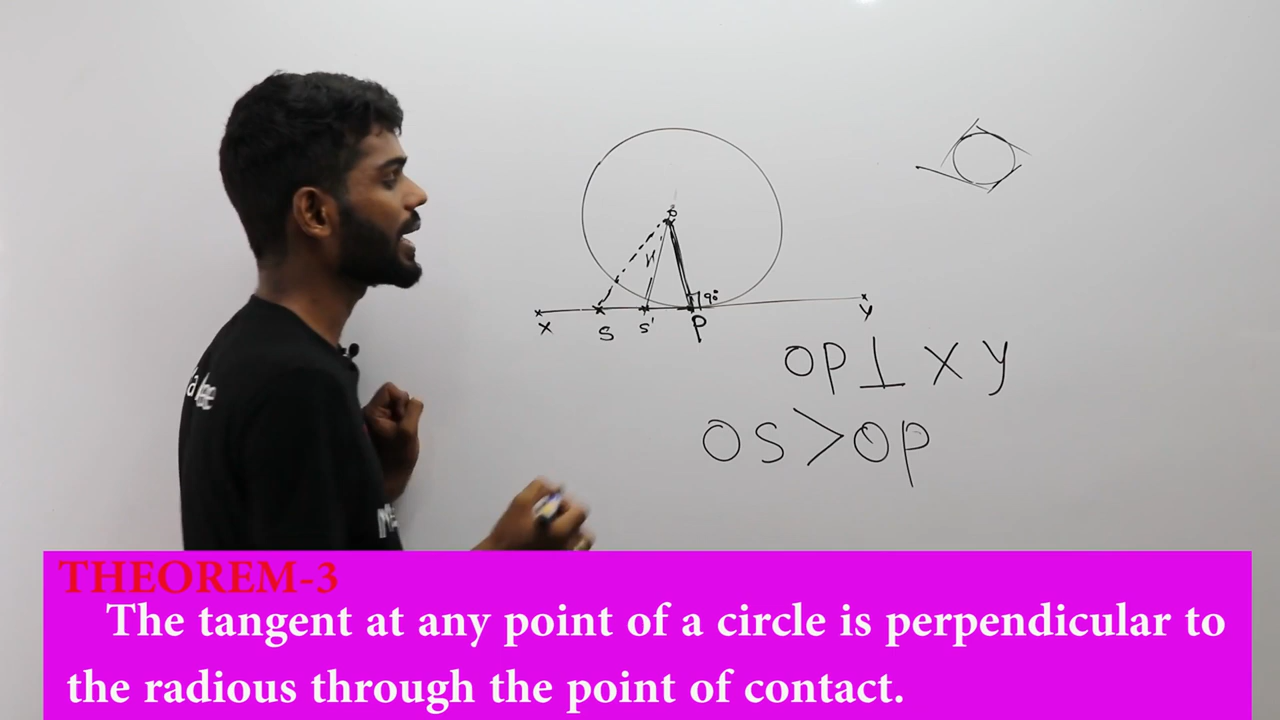 O
90°
X
S
S'
P
Y
OP⊥XY
OS>OP
THEOREM-3
The tangent at any point of a circle is perpendicular to
the radious through the point of contact.